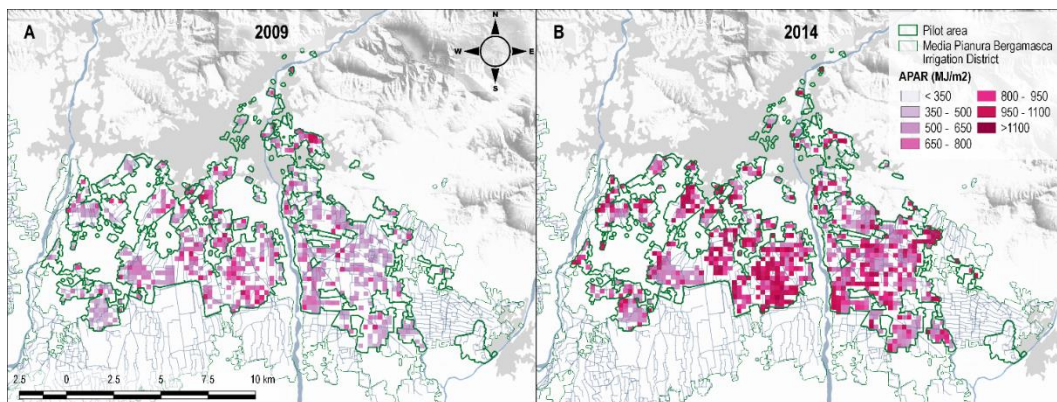 A
2009
N
W
E
S
2.5 0 2.5 5 7.5 10 km
B
2014
Pilot area
Media Pianura Bergamasca
Irrigation District
APAR (MJ/m2)
< 350
350 - 500
500 - 650
650 - 800
800 - 950
950 - 1100
>1100